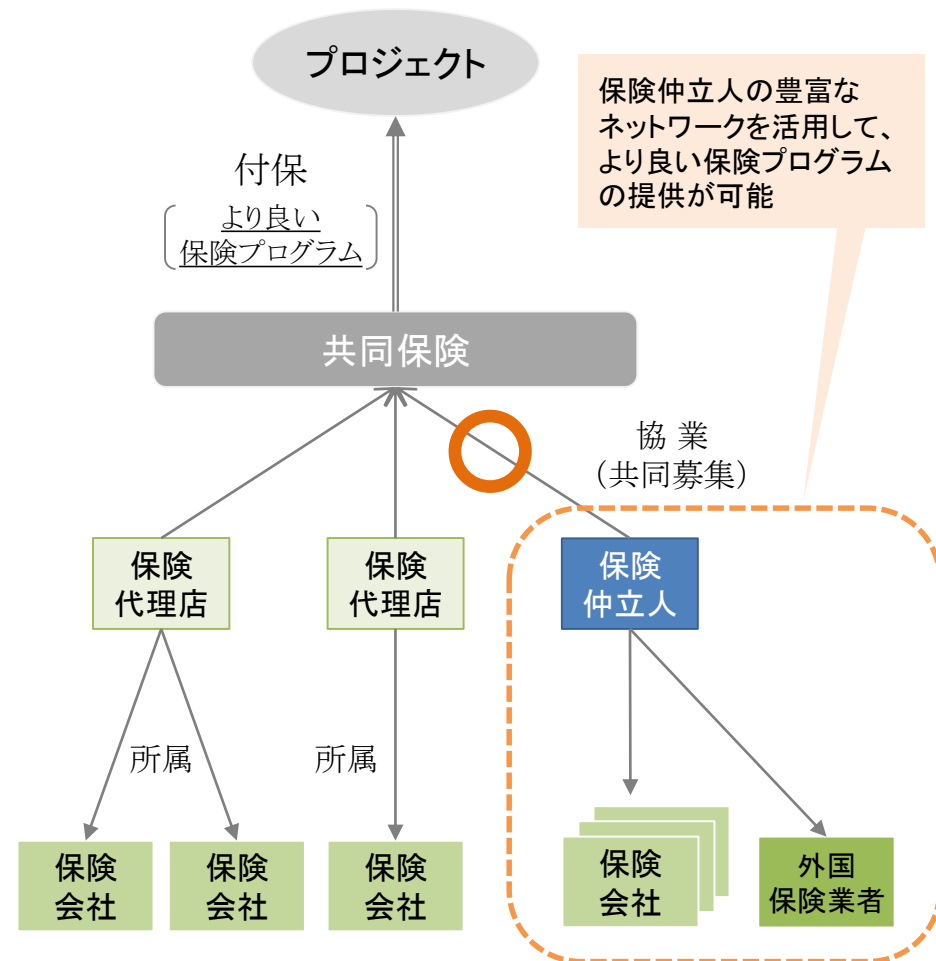 プロジェクト
保険仲立人の豊富な
ネットワークを活用して、
より良い保険プログラム
の提供が可能
付保
より良い
保険プログラム
共同保険
協 業
（共同募集）
保険
代理店
保険
代理店
保険
仲立人
所属
所属
保険
会社
保険
会社
保険
会社
保険
会社
外国
保険業者